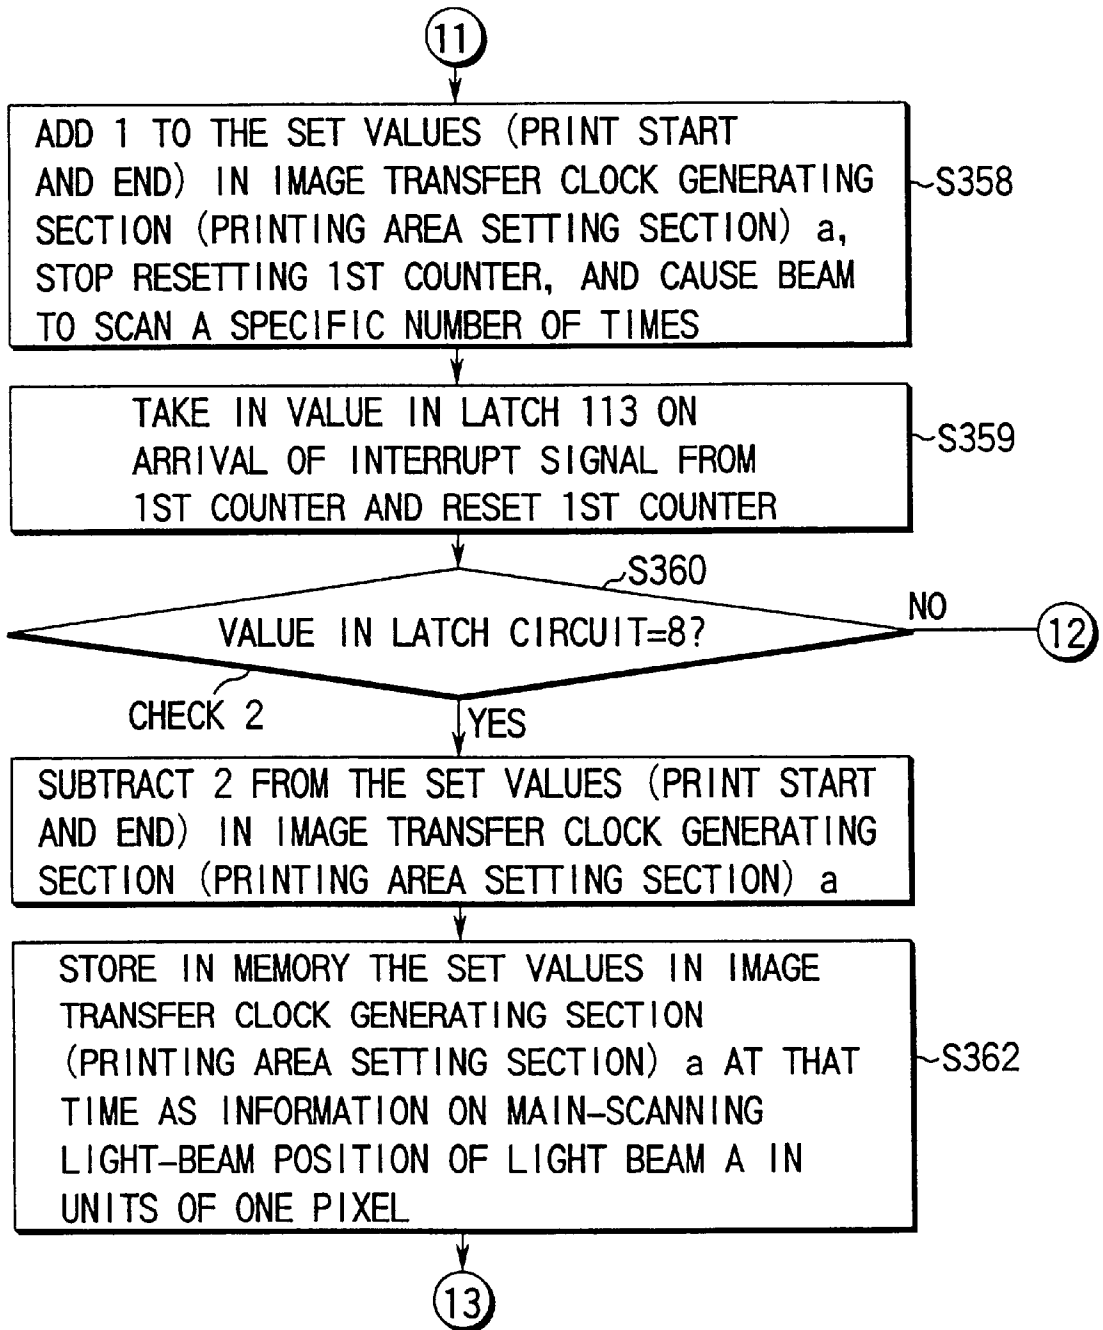 11
ADD 1 TO THE SET VALUES (PRINT START
AND END) IN IMAGE TRANSFER CLOCK GENERATING
SECTION (PRINTING AREA SETTING SECTION) a,
STOP RESETTING 1ST COUNTER, AND CAUSE BEAM
TO SCAN A SPECIFIC NUMBER OF TIMES
S358
TAKE IN VALUE IN LATCH 113 ON
ARRIVAL OF INTERRUPT SIGNAL FROM
1ST COUNTER AND RESET 1ST COUNTER
S359
S360
VALUE IN LATCH CIRCUIT=8?
NO
12
CHECK 2
YES
SUBTRACT 2 FROM THE SET VALUES (PRINT START
AND END) IN IMAGE TRANSFER CLOCK GENERATING
SECTION (PRINTING AREA SETTING SECTION) a
STORE IN MEMORY THE SET VALUES IN IMAGE
TRANSFER CLOCK GENERATING SECTION
(PRINTING AREA SETTING SECTION) a AT THAT
TIME AS INFORMATION ON MAIN-SCANNING
LIGHT-BEAM POSITION OF LIGHT BEAM A IN
UNITS OF ONE PIXEL
S362
13